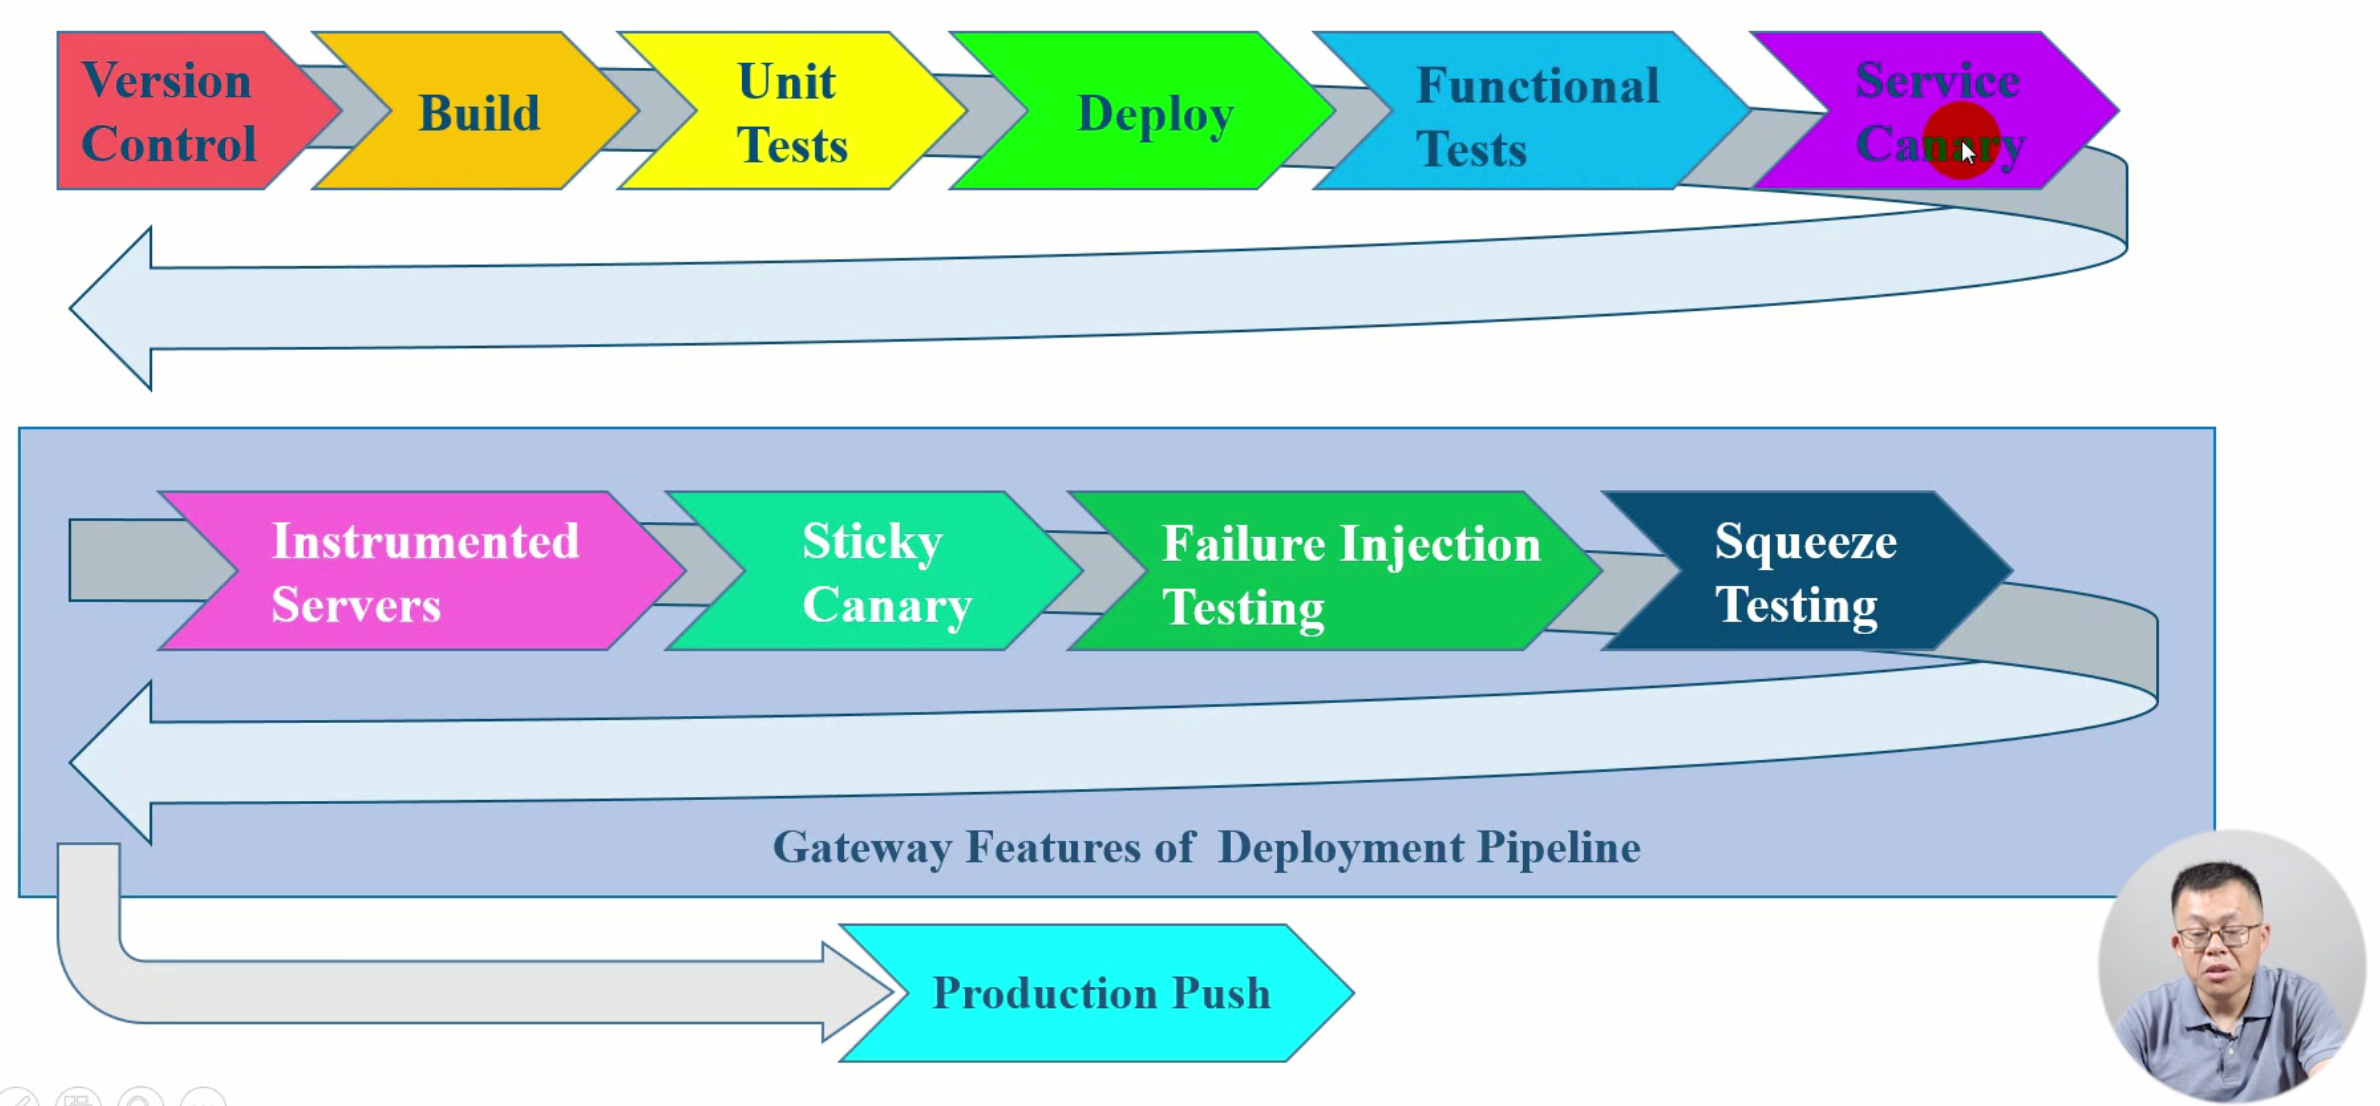 Version
Control
Build
Unit
Tests
Deploy
Functional
Tests
Service
Canary
Instrumented
Servers
Sticky
Canary
Failure Injection
Testing
Squeeze
Testing
Gateway Features of Deployment Pipeline
Production Push